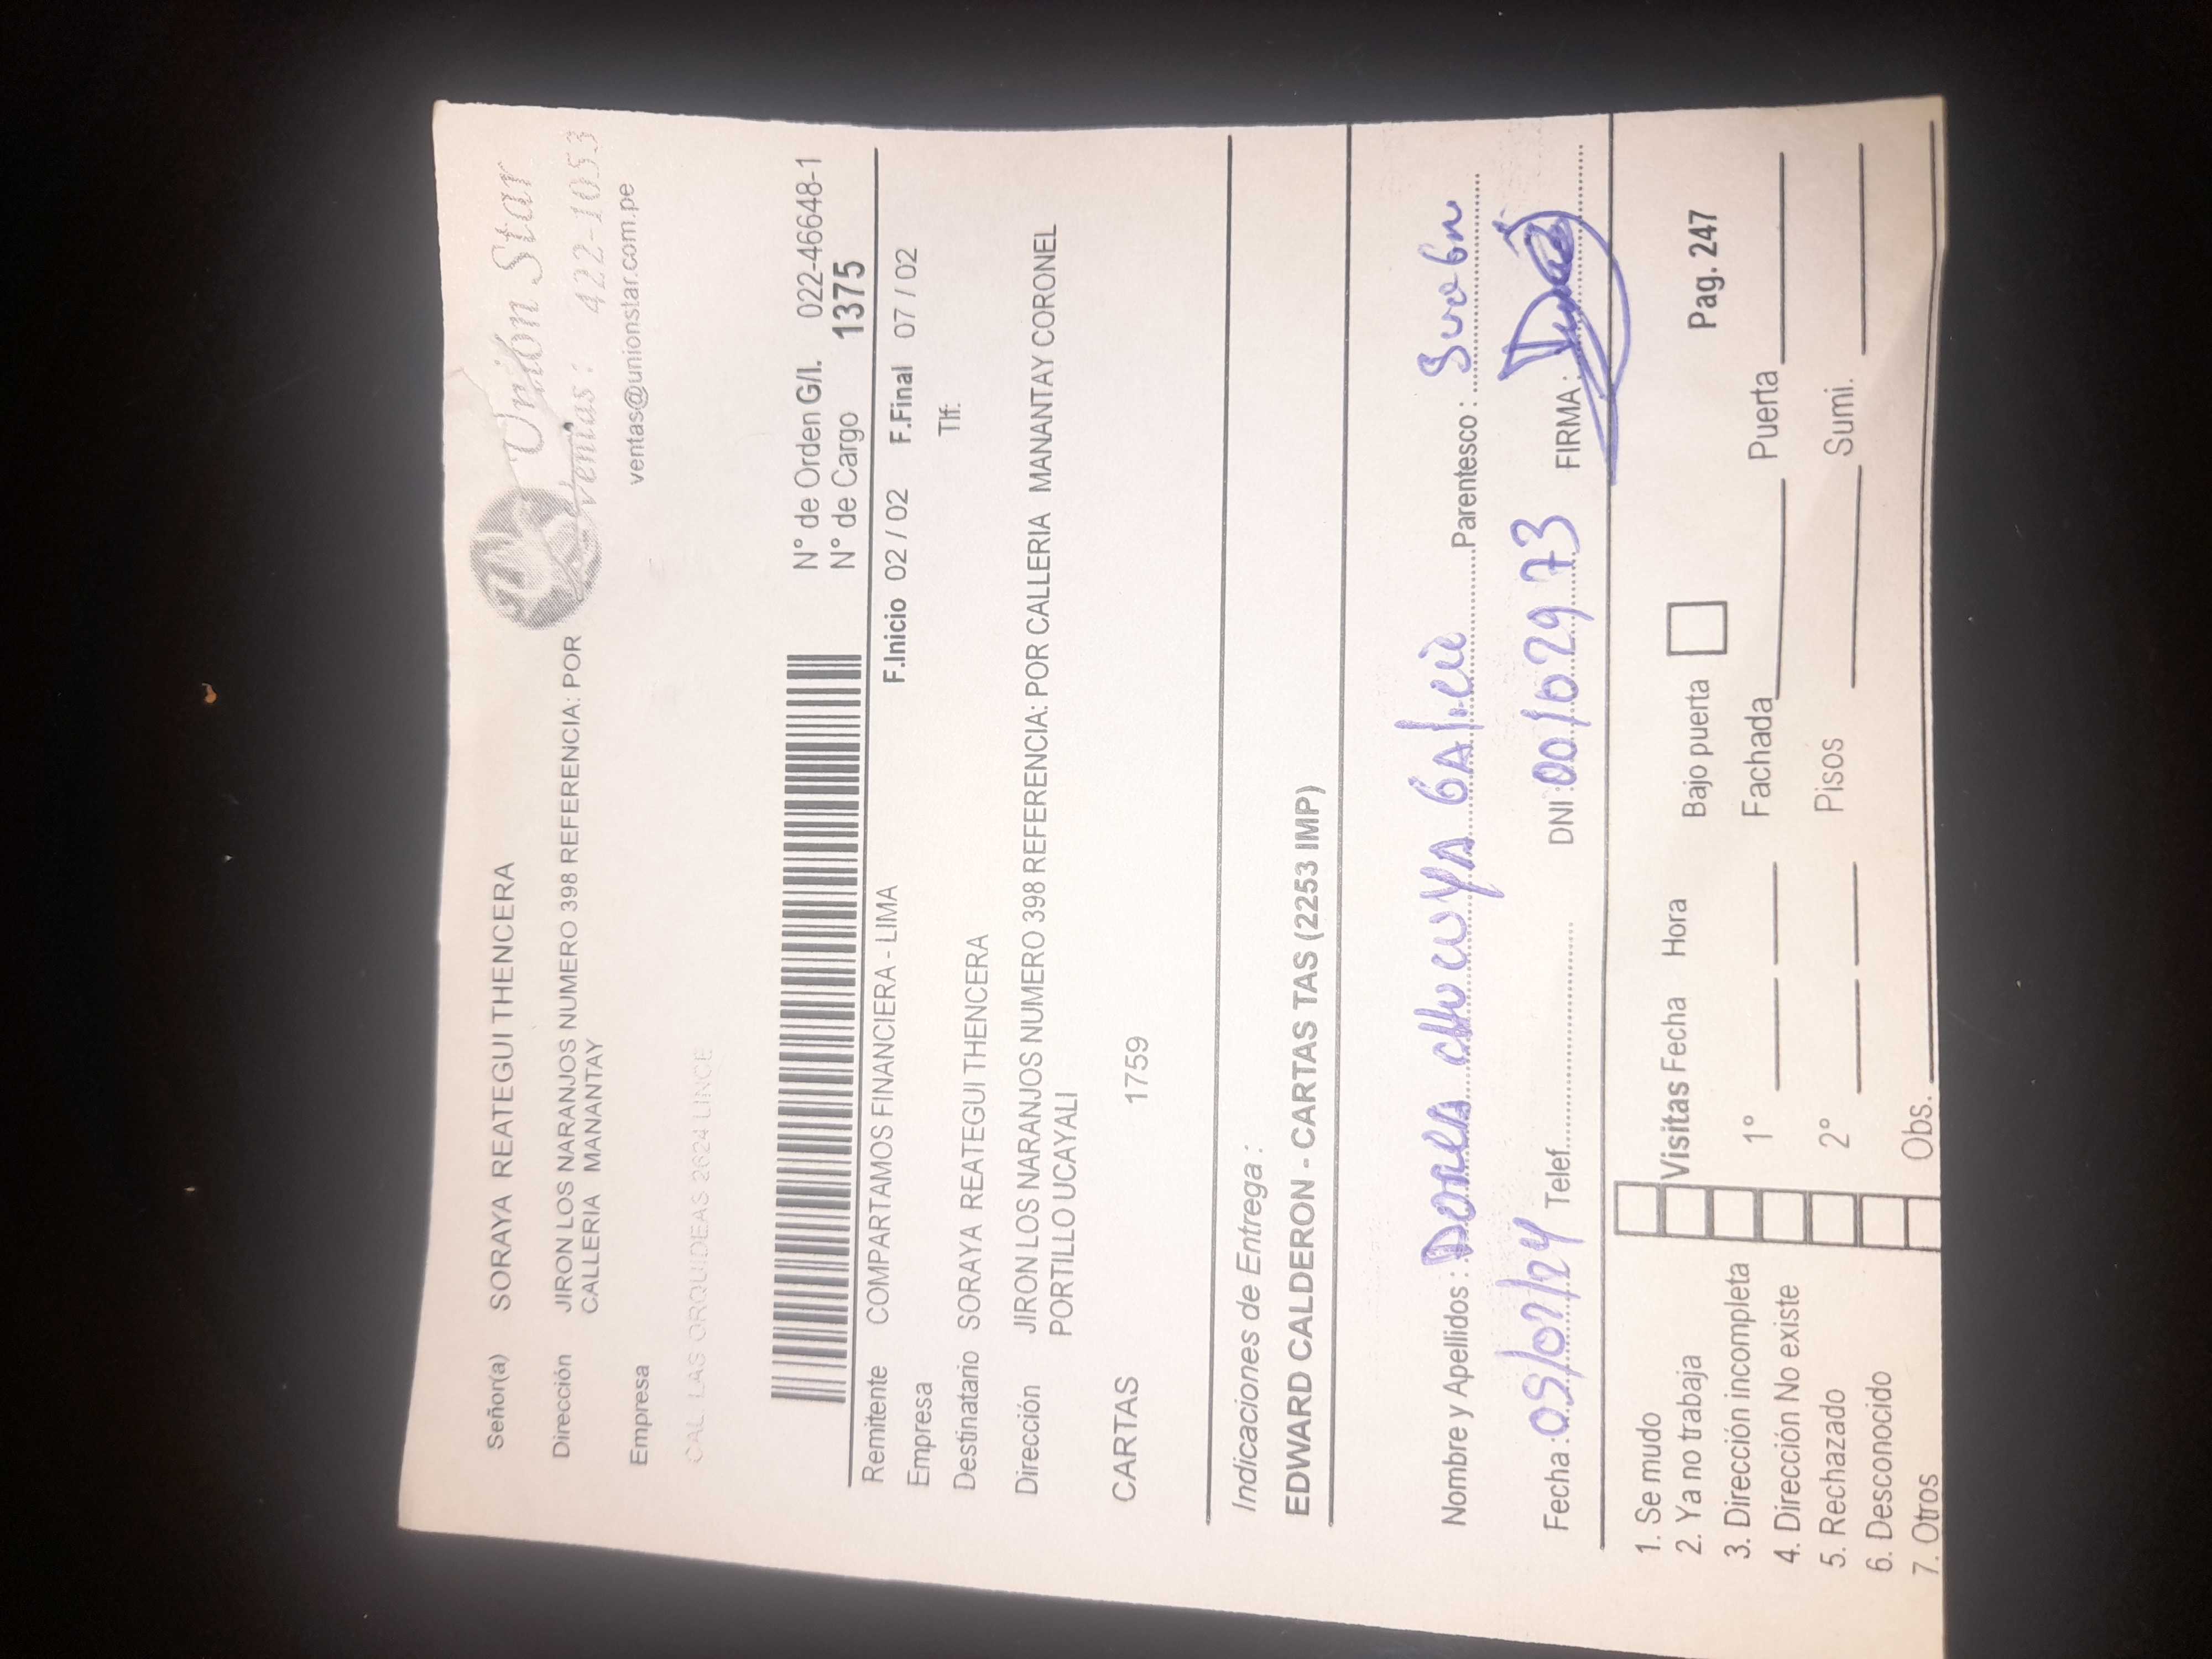 Unión Star
Ventas: 422-1053
ventas@unionstar.com.pe
Señor(a) SORAYA REATEGUI THENCERA
Dirección JIRON LOS NARANJOS NUMERO 398 REFERENCIA: POR
CALLERIA MANANTAY
Empresa
CAL LAS ORQUIDEAS 2624 LINCE
N° de Orden G/I. 022-46648-1
N° de Cargo 1375
Remitente COMPARTAMOS FINANCIERA - LIMA F.Inicio 02 / 02 F.Final 07 / 02
Empresa Tlf:
Destinatario SORAYA REATEGUI THENCERA
Dirección JIRON LOS NARANJOS NUMERO 398 REFERENCIA: POR CALLERIA MANANTAY CORONEL
PORTILLO UCAYALI
CARTAS 1759
Indicaciones de Entrega :
EDWARD CALDERON - CARTAS TAS (2253 IMP)
Nombre y Apellidos : Parentesco :
Fecha : 05/02/24 Telef. DNI : 00102973 FIRMA :
1. Se mudo
2. Ya no trabaja Visitas Fecha Hora Bajo puerta Pag. 247
3. Dirección incompleta 1° Fachada Puerta
4. Dirección No existe
5. Rechazado 2° Pisos Sumi.
6. Desconocido
7. Otros Obs.